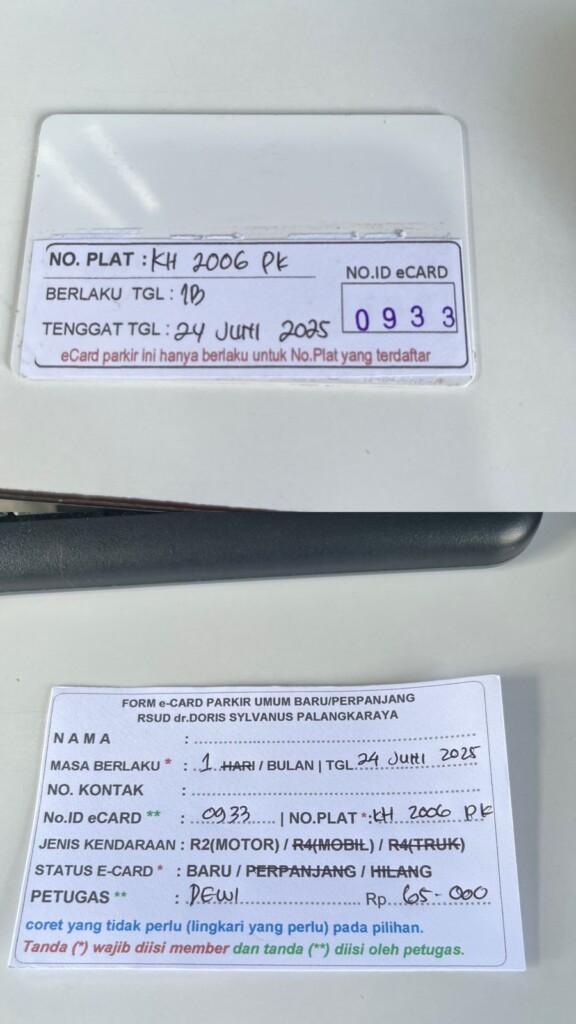 NO. PLAT : KH 2006 PK
NO.ID eCARD
BERLAKU TGL : 1B
0933
TENGGAT TGL : 24 JUNI 2025
eCard parkir ini hanya berlaku untuk No.Plat yang terdaftar
FORM e-CARD PARKIR UMUM BARU/PERPANJANG
RSUD dr.DORIS SYLVANUS PALANGKARAYA
NAMA :
MASA BERLAKU * : 1 HARI / BULAN | TGL 24 JUNI 2025
NO. KONTAK :
No.ID eCARD ** : 0933 | NO.PLAT *: KH 2006 PK
JENIS KENDARAAN : R2(MOTOR) / R4(MOBIL) / R4(TRUK)
STATUS E-CARD * : BARU / PERPANJANG / HILANG
PETUGAS ** : DEWI Rp 65-000
coret yang tidak perlu (lingkari yang perlu) pada pilihan.
Tanda (*) wajib diisi member dan tanda (**) diisi oleh petugas.